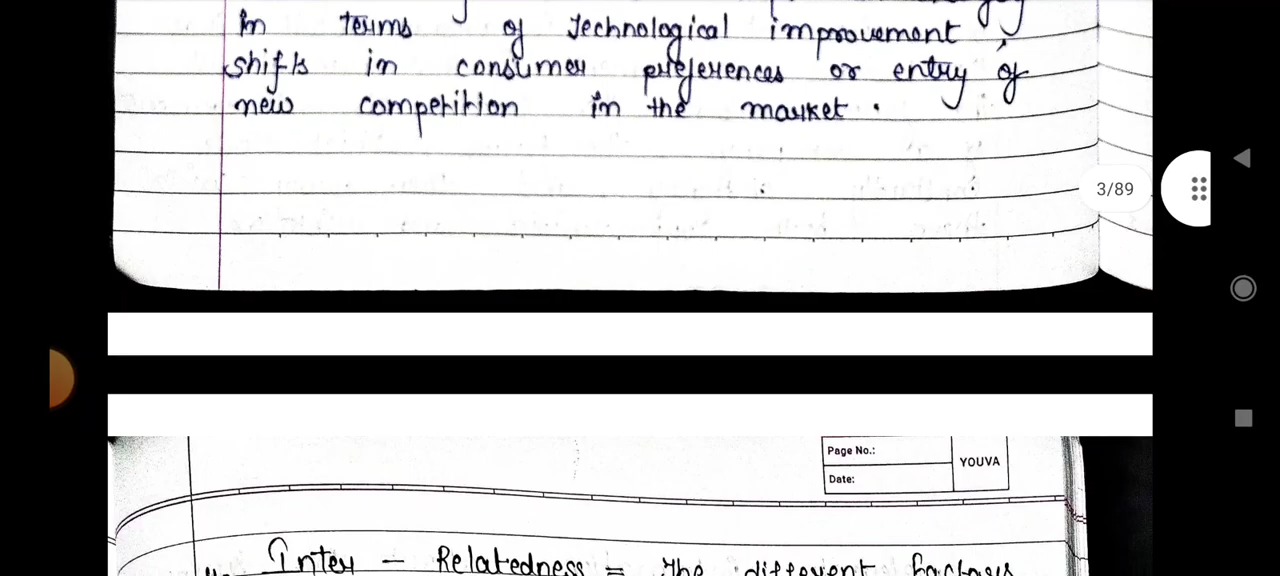 in terms of technological improvement,
shifts in consumer preferences or entry of
new competition in the market.
3/89
Page No.:
YOUVA
Date:
Inter - Relatedness = The different factors